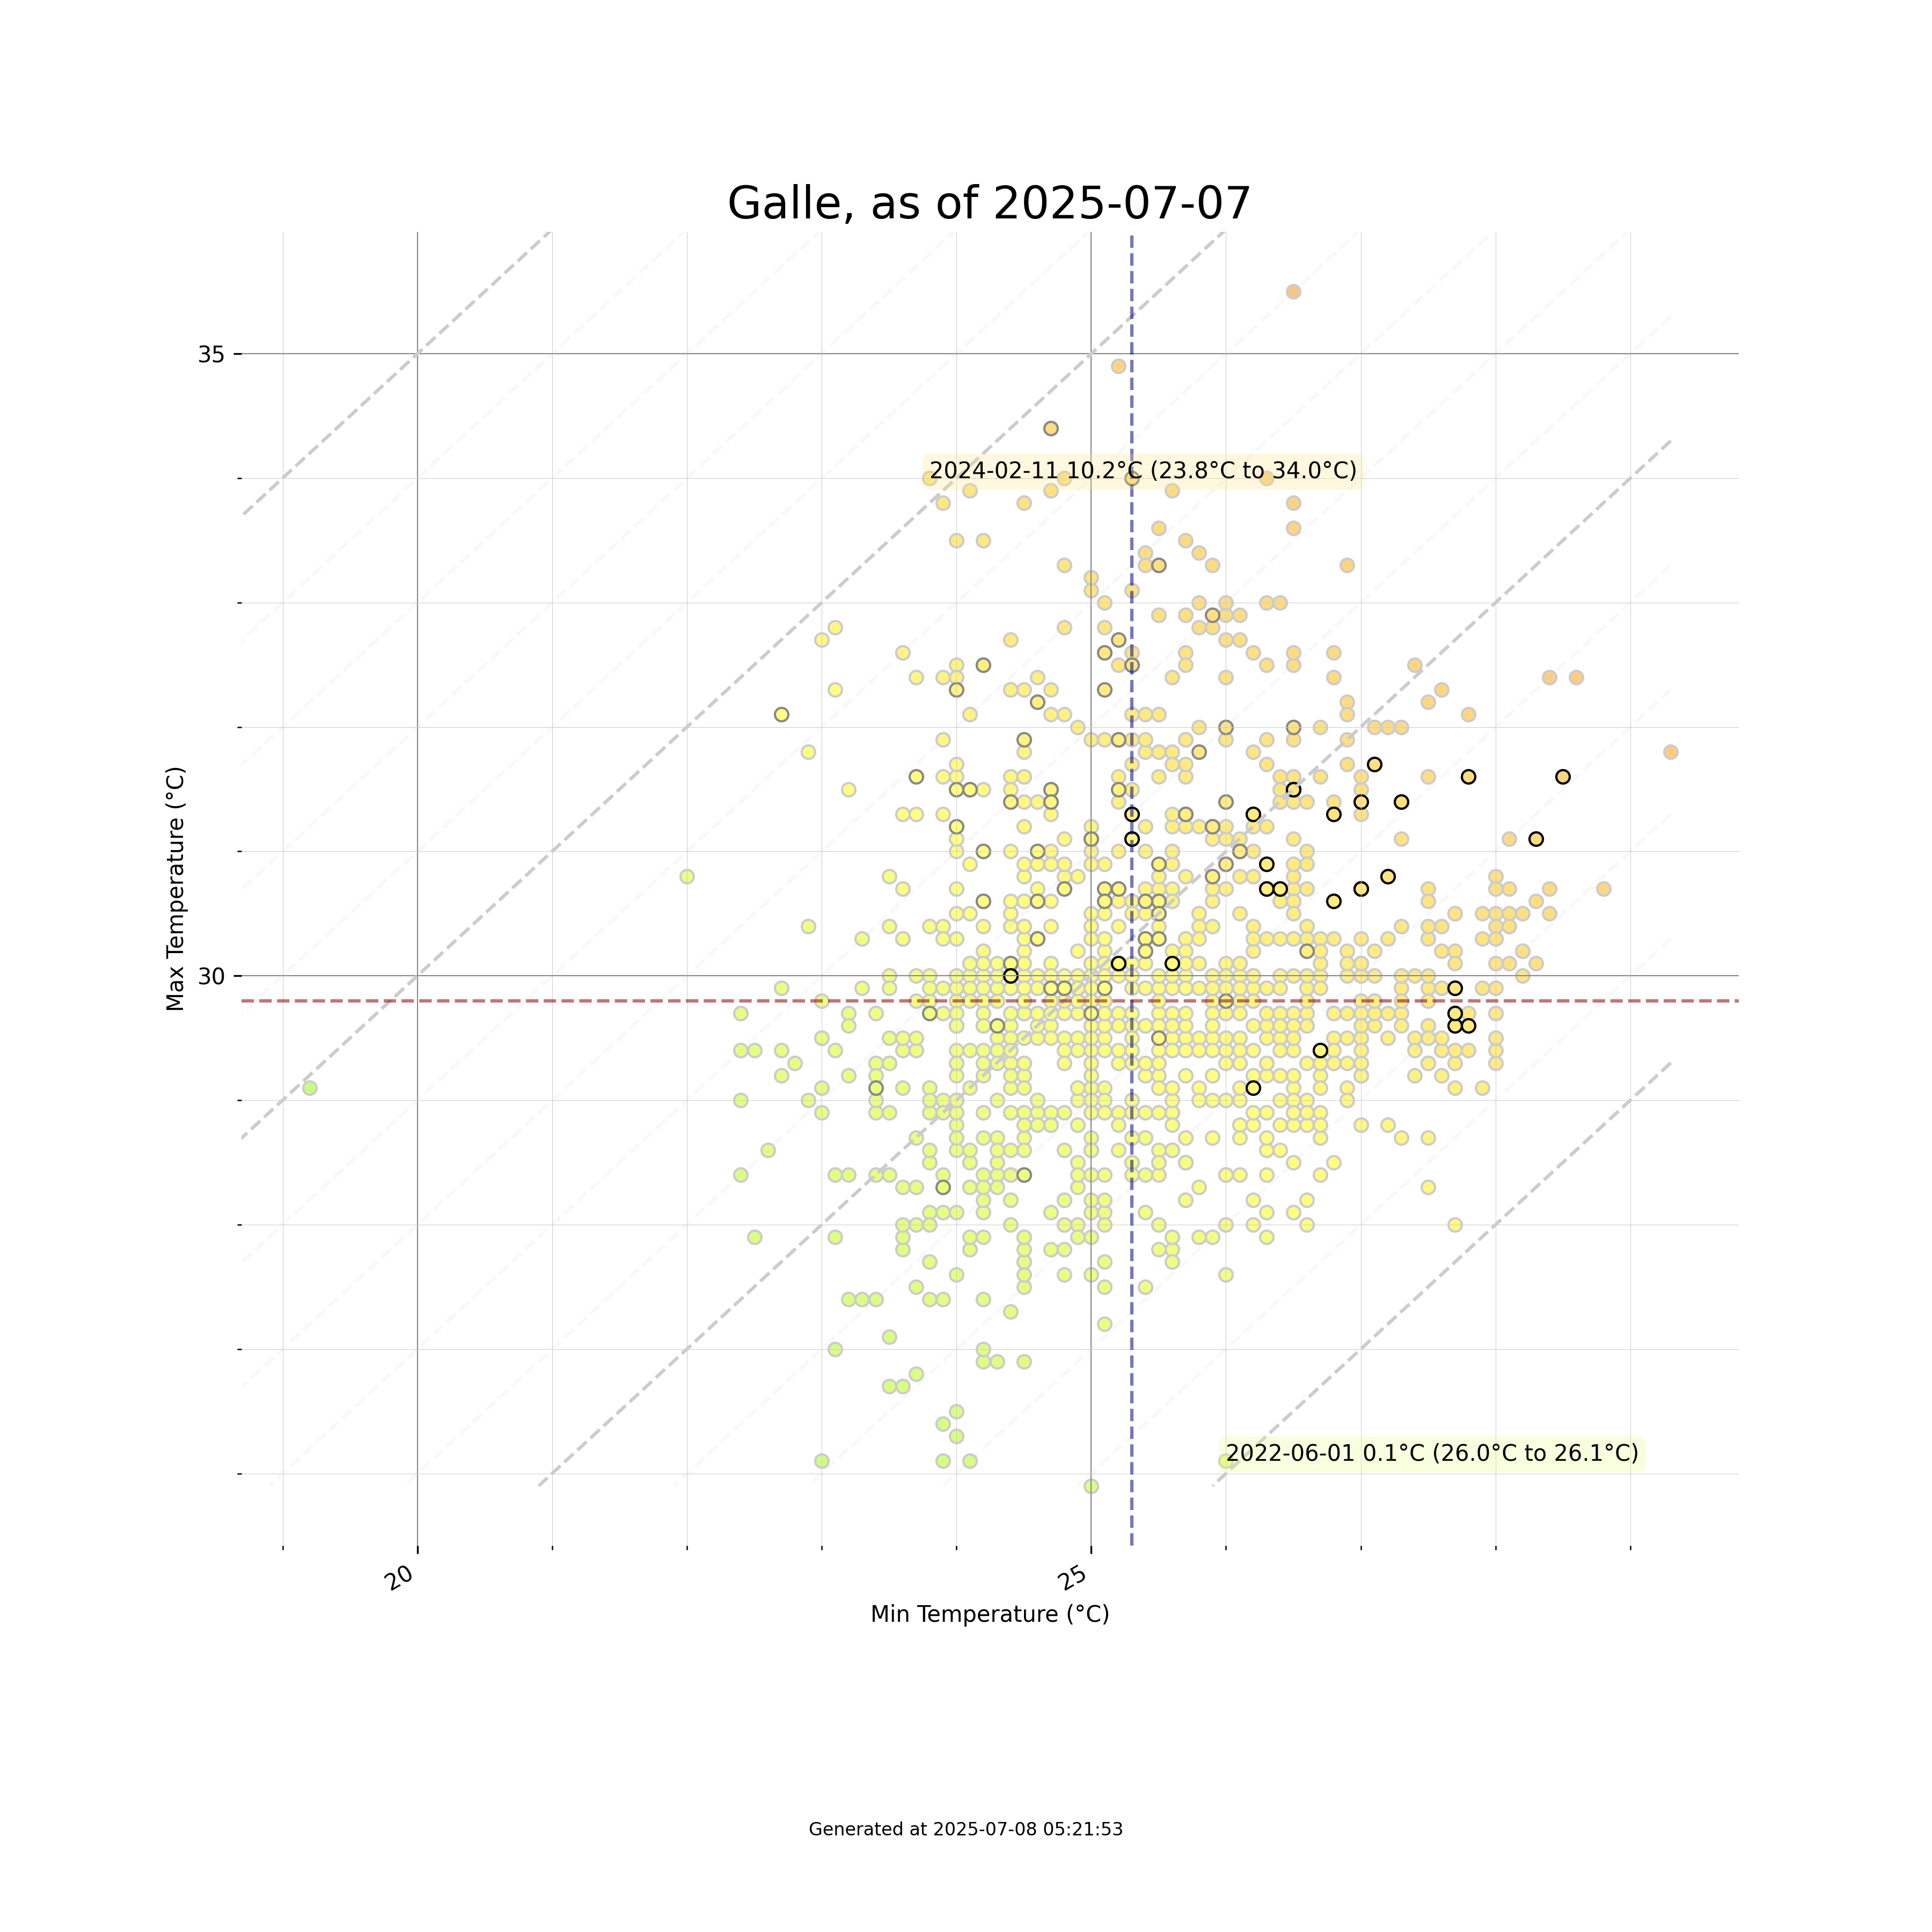 Galle, as of 2025-07-07
35
2024-02-11 10.2°C (23.8°C to 34.0°C)
Max Temperature (°C)
30
2022-06-01 0.1°C (26.0°C to 26.1°C)
20
25
Min Temperature (°C)
Generated at 2025-07-08 05:21:53